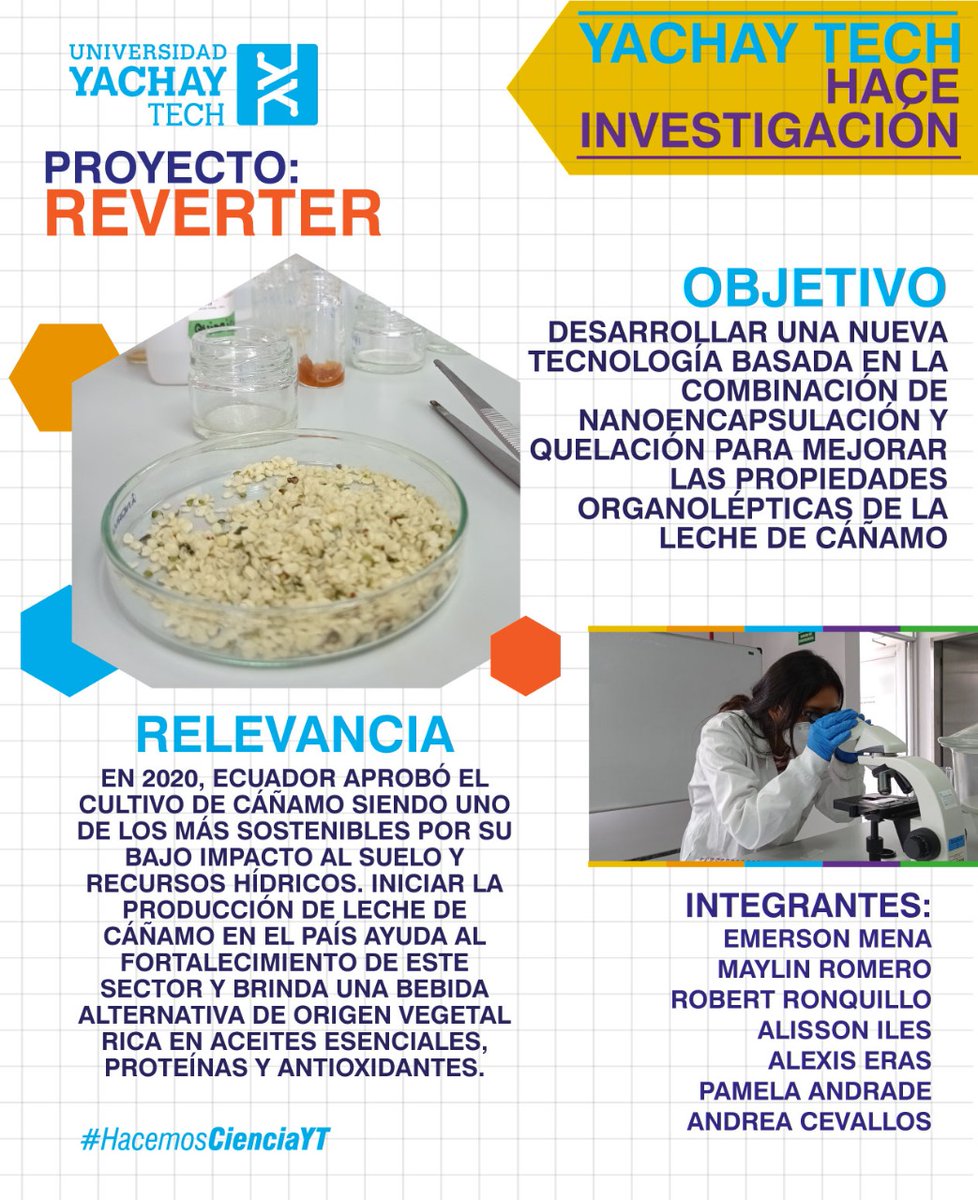 UNIVERSIDAD
YACHAY
TECH
YACHAY TECH
HACE
INVESTIGACIÓN
PROYECTO:
REVERTER
OBJETIVO
DESARROLLAR UNA NUEVA
TECNOLOGÍA BASADA EN LA
COMBINACIÓN DE
NANOENCAPSULACIÓN Y
QUELACIÓN PARA MEJORAR
LAS PROPIEDADES
ORGANOLÉPTICAS DE LA
LECHE DE CÁÑAMO
RELEVANCIA
EN 2020, ECUADOR APROBÓ EL
CULTIVO DE CÁÑAMO SIENDO UNO
DE LOS MÁS SOSTENIBLES POR SU
BAJO IMPACTO AL SUELO Y
RECURSOS HÍDRICOS. INICIAR LA
PRODUCCIÓN DE LECHE DE
CÁÑAMO EN EL PAÍS AYUDA AL
FORTALECIMIENTO DE ESTE
SECTOR Y BRINDA UNA BEBIDA
ALTERNATIVA DE ORIGEN VEGETAL
RICA EN ACEITES ESENCIALES,
PROTEÍNAS Y ANTIOXIDANTES.
INTEGRANTES:
EMERSON MENA
MAYLIN ROMERO
ROBERT RONQUILLO
ALISSON ILES
ALEXIS ERAS
PAMELA ANDRADE
ANDREA CEVALLOS
#HacemosCienciaYT